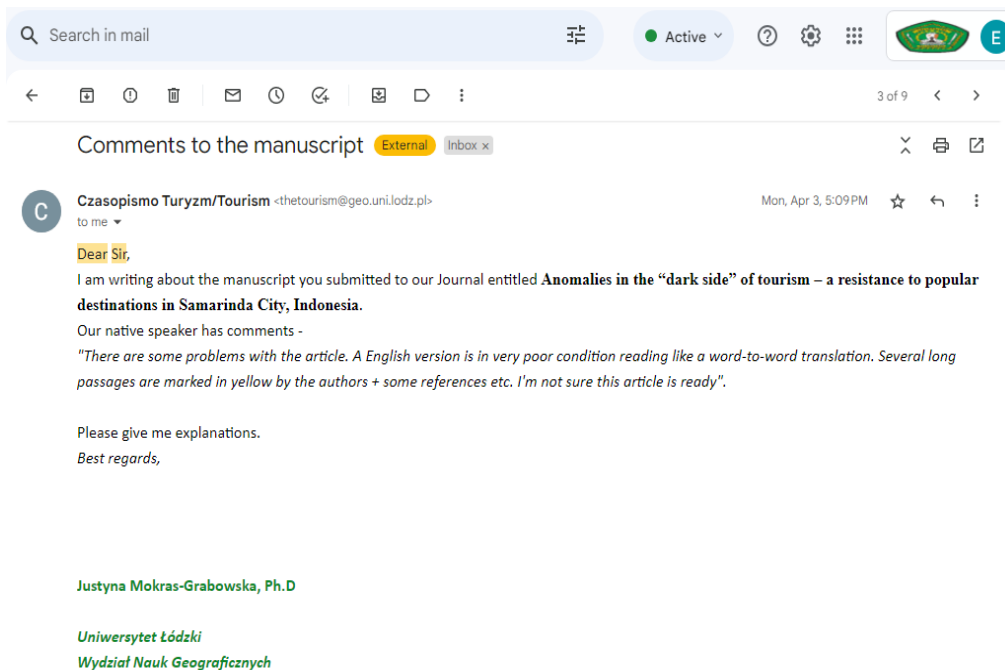 Search in mail
Active
E
3 of 9
Comments to the manuscript External Inbox ×
C
Czasopismo Turyzm/Tourism <thetourism@geo.uni.lodz.pl>
Mon, Apr 3, 5:09 PM
to me
Dear Sir,
I am writing about the manuscript you submitted to our Journal entitled Anomalies in the “dark side” of tourism – a resistance to popular
destinations in Samarinda City, Indonesia.
Our native speaker has comments -
"There are some problems with the article. A English version is in very poor condition reading like a word-to-word translation. Several long
passages are marked in yellow by the authors + some references etc. I'm not sure this article is ready".
Please give me explanations.
Best regards,
Justyna Mokras-Grabowska, Ph.D
Uniwersytet Łódzki
Wydział Nauk Geograficznych